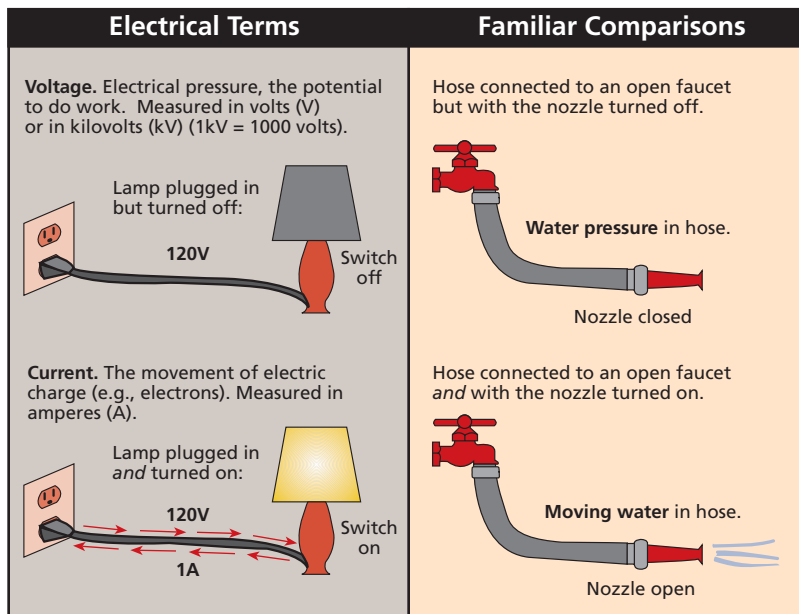 Electrical Terms
Familiar Comparisons
Voltage. Electrical pressure, the potential
to do work. Measured in volts (V)
or in kilovolts (kV) (1kV = 1000 volts).
Lamp plugged in
but turned off:
120V
Switch
off
Hose connected to an open faucet
but with the nozzle turned off.
Water pressure in hose.
Nozzle closed
Current. The movement of electric
charge (e.g., electrons). Measured in
amperes (A).
Lamp plugged in
and turned on:
120V
1A
Switch
on
Hose connected to an open faucet
and with the nozzle turned on.
Moving water in hose.
Nozzle open